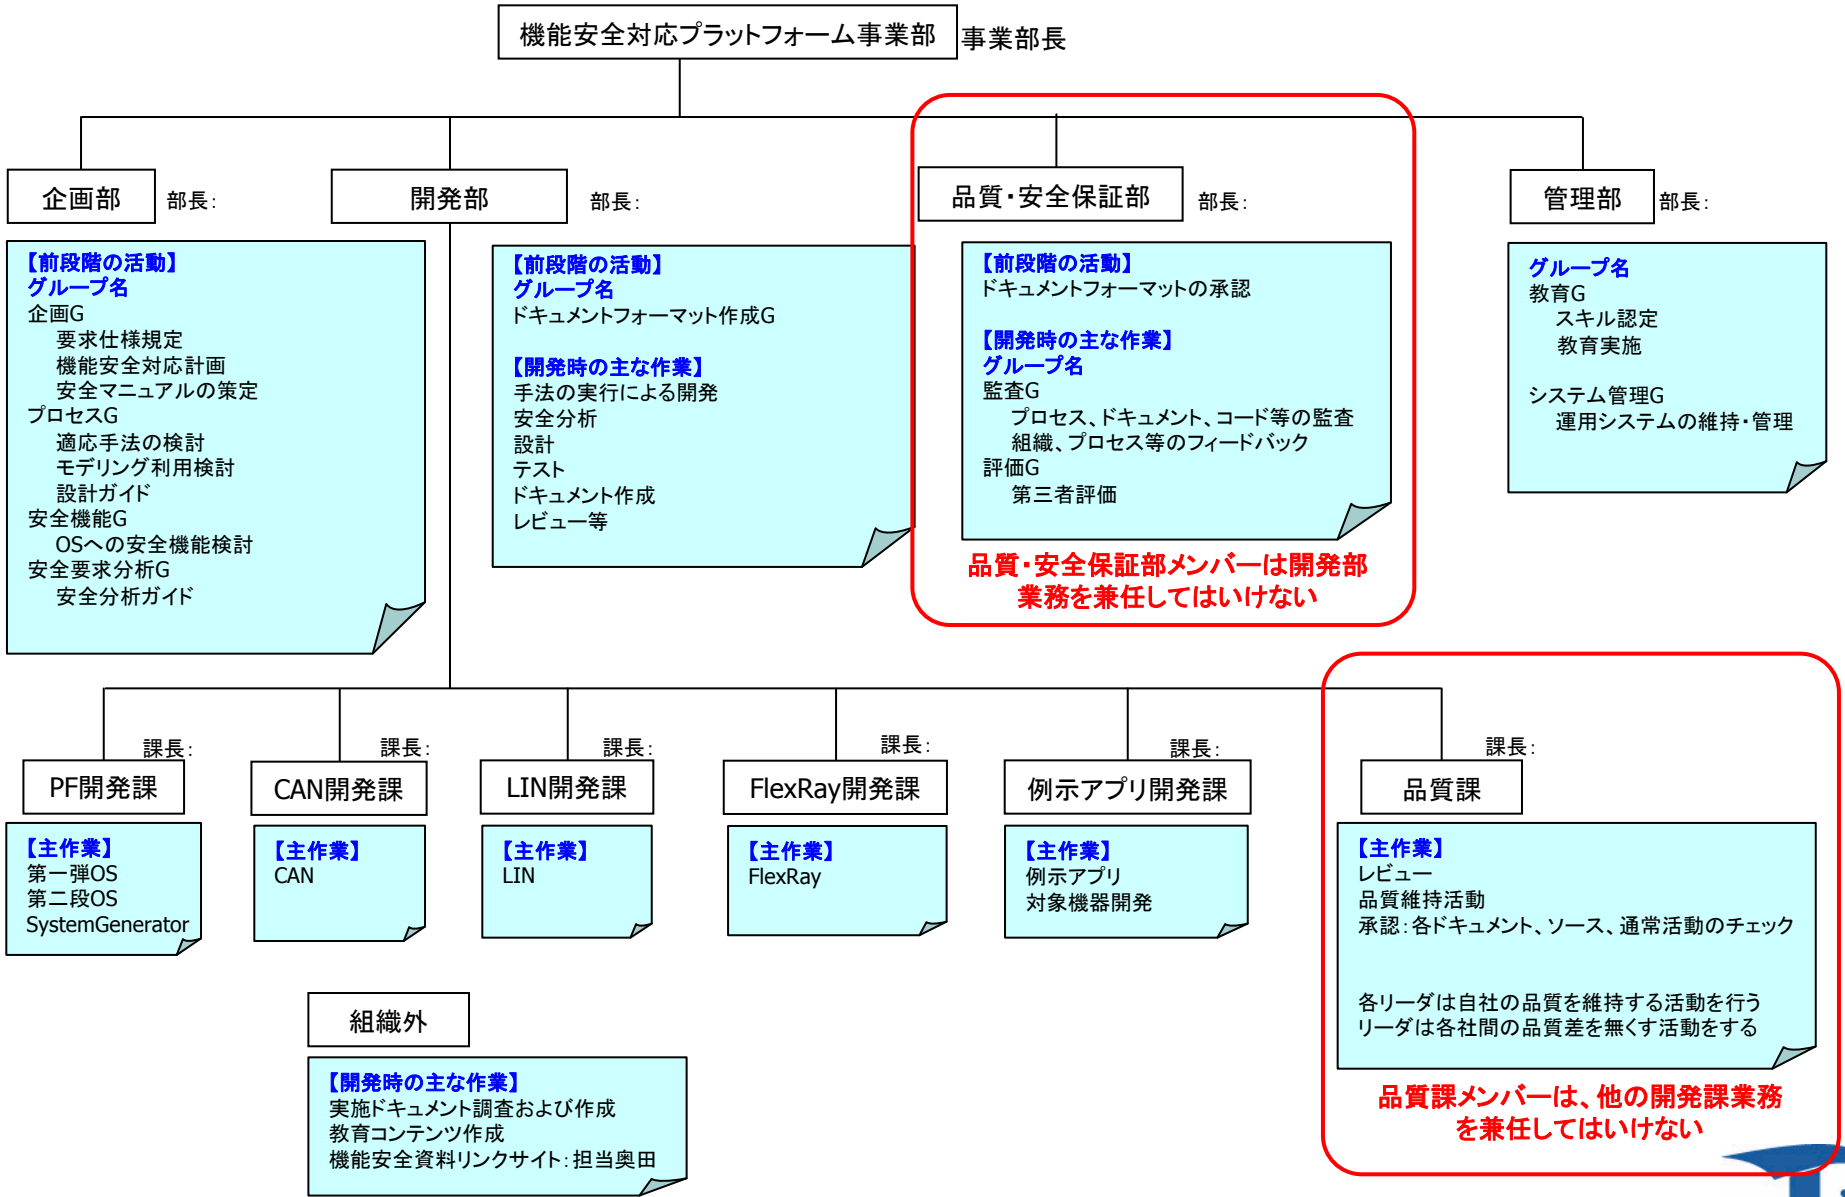 機能安全対応プラットフォーム事業部
事業部長
企画部
部長:
開発部
部長:
品質・安全保証部
部長:
管理部
部長:
【前段階の活動】
グループ名
企画G
要求仕様規定
機能安全対応計画
安全マニュアルの策定
プロセスG
適応手法の検討
モデリング利用検討
設計ガイド
安全機能G
OSへの安全機能検討
安全要求分析G
安全分析ガイド
【前段階の活動】
グループ名
ドキュメントフォーマット作成G
【開発時の主な作業】
手法の実行による開発
安全分析
設計
テスト
ドキュメント作成
レビュー等
【前段階の活動】
ドキュメントフォーマットの承認
【開発時の主な作業】
グループ名
監査G
プロセス、ドキュメント、コード等の監査
組織、プロセス等のフィードバック
評価G
第三者評価
品質・安全保証部メンバーは開発部
業務を兼任してはいけない
グループ名
教育G
スキル認定
教育実施
システム管理G
運用システムの維持・管理
課長:
PF開発課
【主作業】
第一弾OS
第二段OS
SystemGenerator
課長:
CAN開発課
【主作業】
CAN
課長:
LIN開発課
【主作業】
LIN
課長:
FlexRay開発課
【主作業】
FlexRay
課長:
例示アプリ開発課
【主作業】
例示アプリ
対象機器開発
課長:
品質課
【主作業】
レビュー
品質維持活動
承認:各ドキュメント、ソース、通常活動のチェック
各リーダは自社の品質を維持する活動を行う
リーダは各社間の品質差を無くす活動をする
品質課メンバーは、他の開発課業務
を兼任してはいけない
組織外
【開発時の主な作業】
実施ドキュメント調査および作成
教育コンテンツ作成
機能安全資料リンクサイト:担当奥田